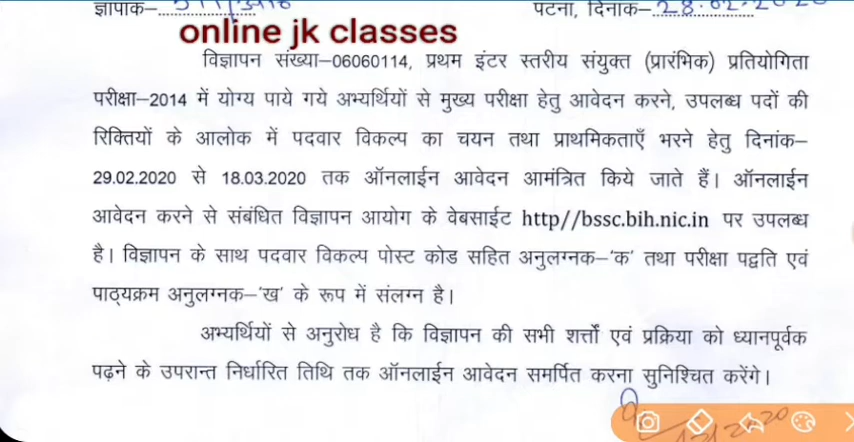 ज्ञापांक–
पटना, दिनांक–28.02.2020
online jk classes
विज्ञापन संख्या–06060114, प्रथम इंटर स्तरीय संयुक्त (प्रारंभिक) प्रतियोगिता
परीक्षा–2014 में योग्य पाये गये अभ्यर्थियों से मुख्य परीक्षा हेतु आवेदन करने, उपलब्ध पदों की
रिक्तियों के आलोक में पदवार विकल्प का चयन तथा प्राथमिकताएँ भरने हेतु दिनांक–
29.02.2020 से 18.03.2020 तक ऑनलाईन आवेदन आमंत्रित किये जाते हैं। ऑनलाईन
आवेदन करने से संबंधित विज्ञापन आयोग के वेबसाईट http//bssc.bih.nic.in पर उपलब्ध
है। विज्ञापन के साथ पदवार विकल्प पोस्ट कोड सहित अनुलग्नक–‘क’ तथा परीक्षा पद्वति एवं
पाठ्यक्रम अनुलग्नक–‘ख’ के रूप में संलग्न है।
अभ्यर्थियों से अनुरोध है कि विज्ञापन की सभी शर्त्तों एवं प्रक्रिया को ध्यानपूर्वक
पढ़ने के उपरान्त निर्धारित तिथि तक ऑनलाईन आवेदन समर्पित करना सुनिश्चित करेंगे।